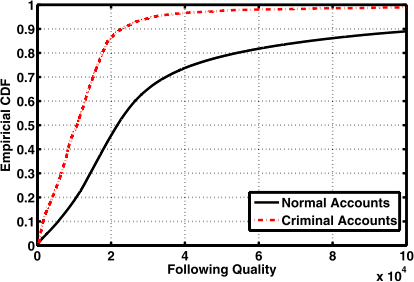 1
0.9
0.8
0.7
0.6
0.5
0.4
0.3
0.2
0.1
0
Empiricial CDF
Normal Accounts
Criminal Accounts
0 2 4 6 8 10
Following Quality
x 10^4